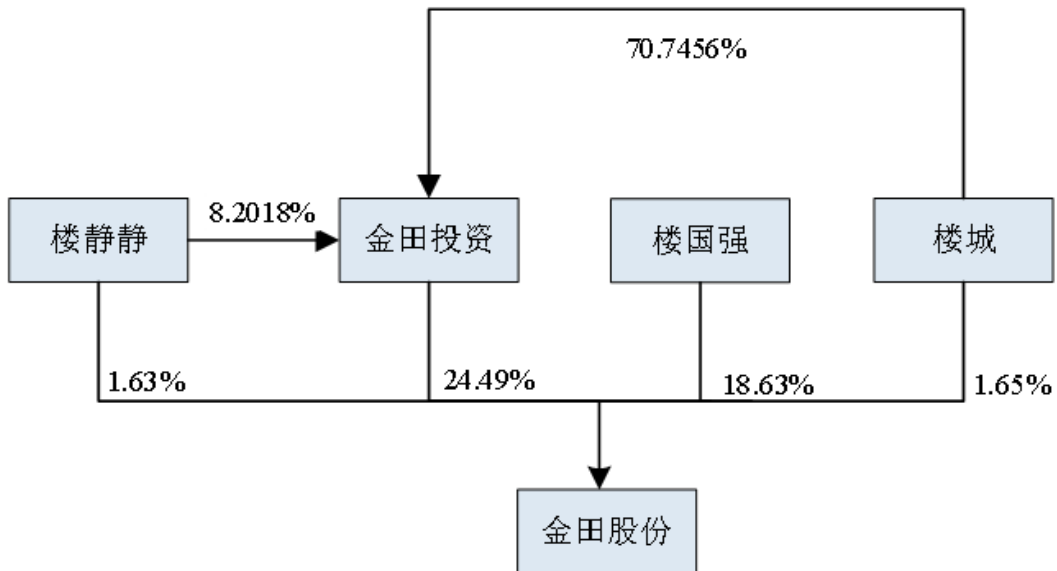 70.7456%
8.2018%
楼静静
金田投资
楼国强
楼城
1.63%
24.49%
18.63%
1.65%
金田股份